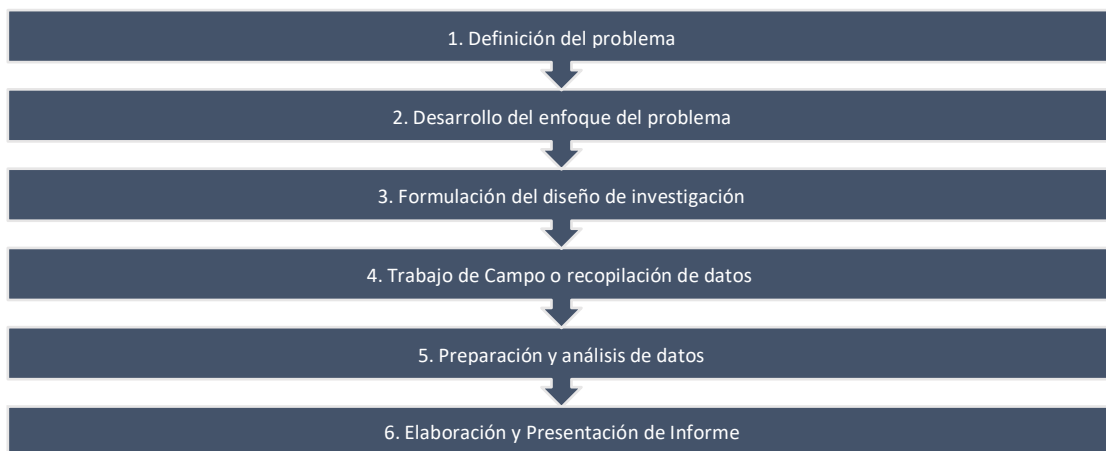 1. Definición del problema
2. Desarrollo del enfoque del problema
3. Formulación del diseño de investigación
4. Trabajo de Campo o recopilación de datos
5. Preparación y análisis de datos
6. Elaboración y Presentación de Informe